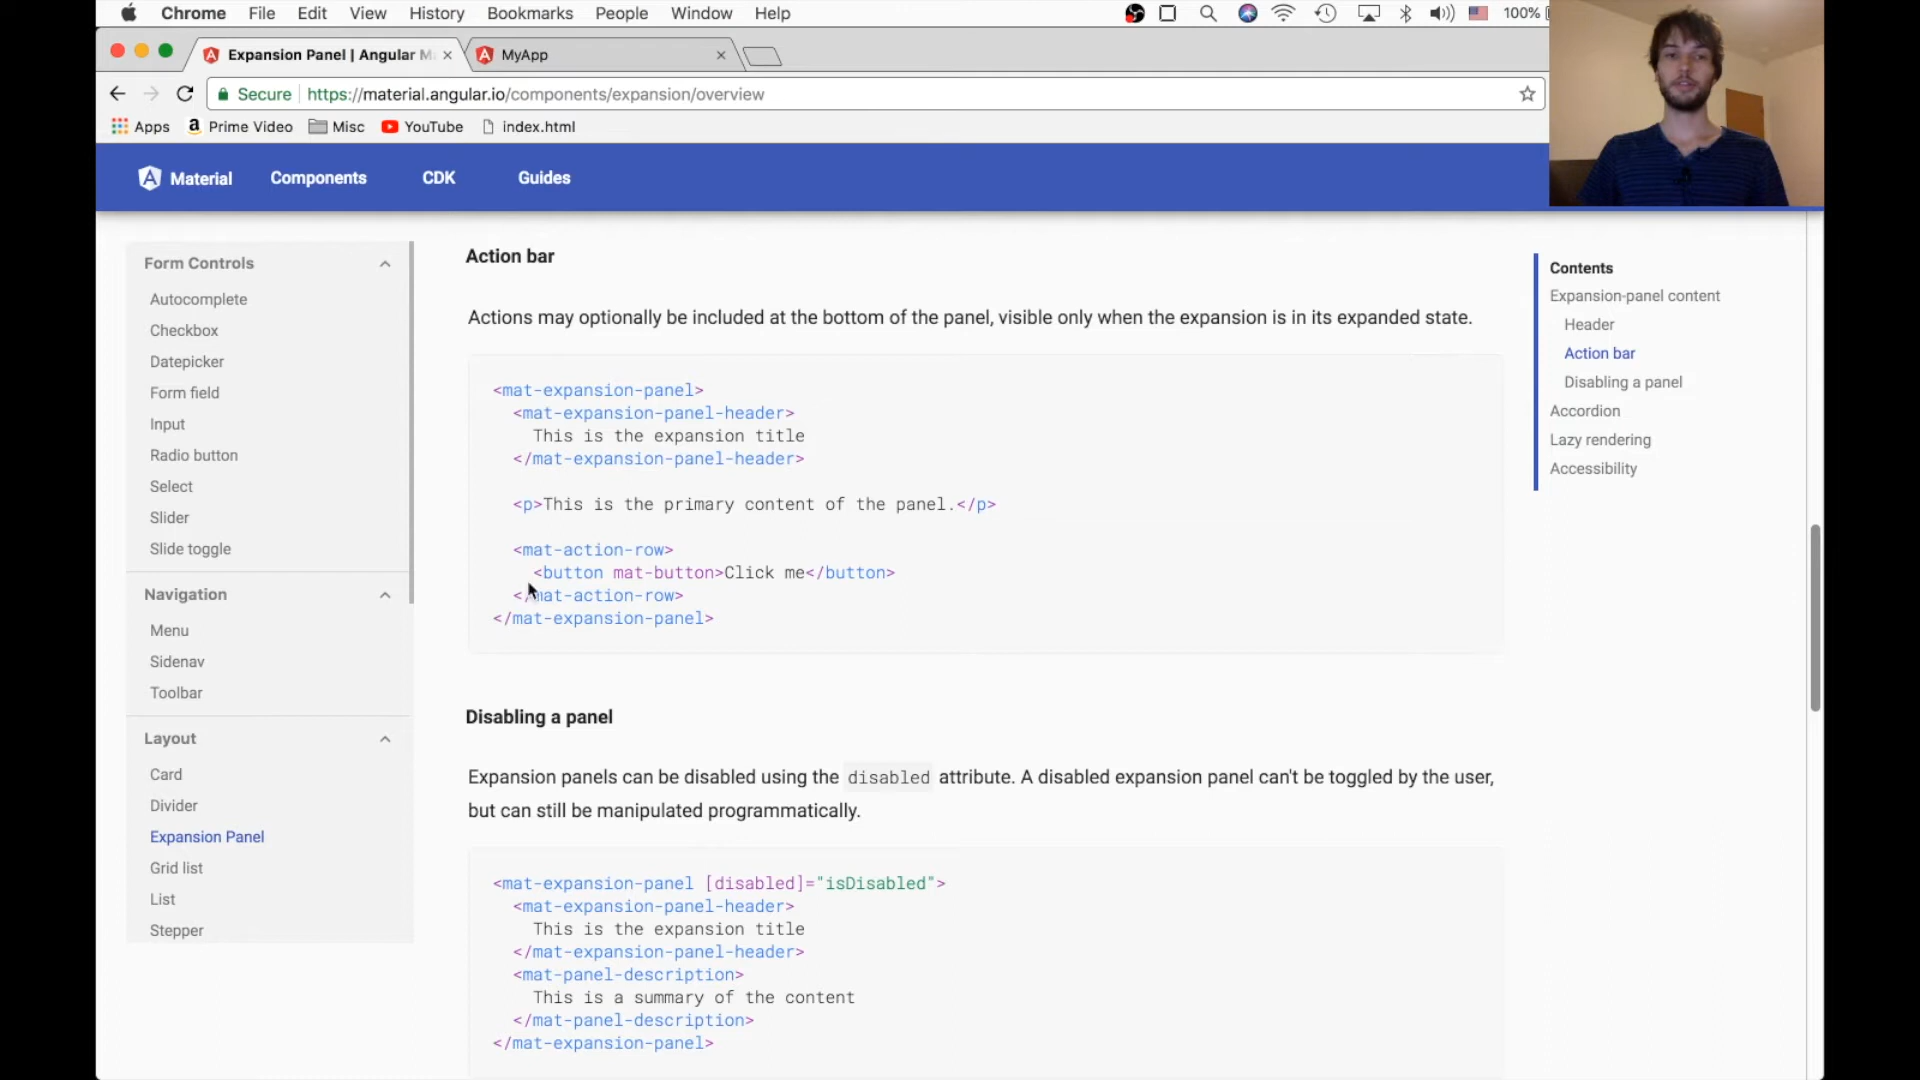 Chrome File Edit View History Bookmarks People Window Help 100%
Expansion Panel | Angular M MyApp
Secure https://material.angular.io/components/expansion/overview
Apps Prime Video Misc YouTube index.html
Material Components CDK Guides
Form Controls
Autocomplete
Checkbox
Datepicker
Form field
Input
Radio button
Select
Slider
Slide toggle
Navigation
Menu
Sidenav
Toolbar
Layout
Card
Divider
Expansion Panel
Grid list
List
Stepper
Action bar
Actions may optionally be included at the bottom of the panel, visible only when the expansion is in its expanded state.
<mat-expansion-panel>
<mat-expansion-panel-header>
This is the expansion title
</mat-expansion-panel-header>
<p>This is the primary content of the panel.</p>
<mat-action-row>
<button mat-button>Click me</button>
</mat-action-row>
</mat-expansion-panel>
Disabling a panel
Expansion panels can be disabled using the disabled attribute. A disabled expansion panel can't be toggled by the user,
but can still be manipulated programmatically.
<mat-expansion-panel [disabled]="isDisabled">
<mat-expansion-panel-header>
This is the expansion title
</mat-expansion-panel-header>
<mat-panel-description>
This is a summary of the content
</mat-panel-description>
</mat-expansion-panel>
Contents
Expansion-panel content
Header
Action bar
Disabling a panel
Accordion
Lazy rendering
Accessibility